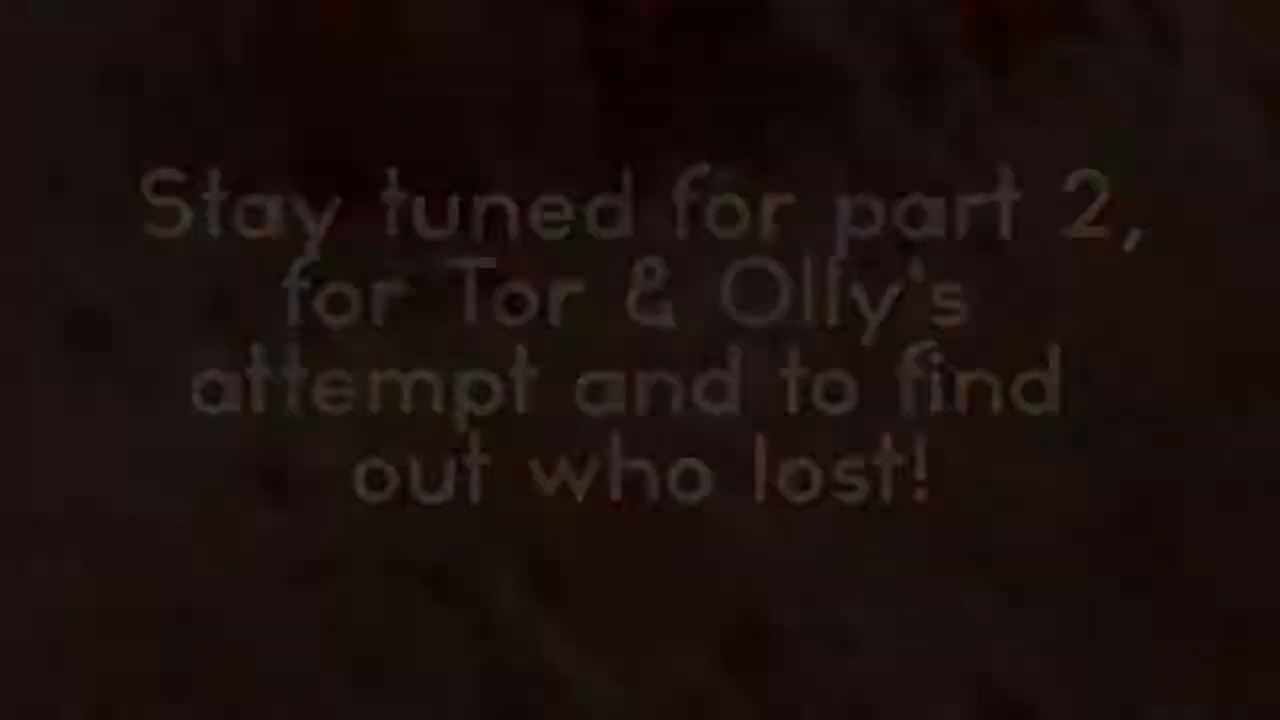 Stay tuned for part 2,
for Tor & Olly's
attempt and to find
out who lost!